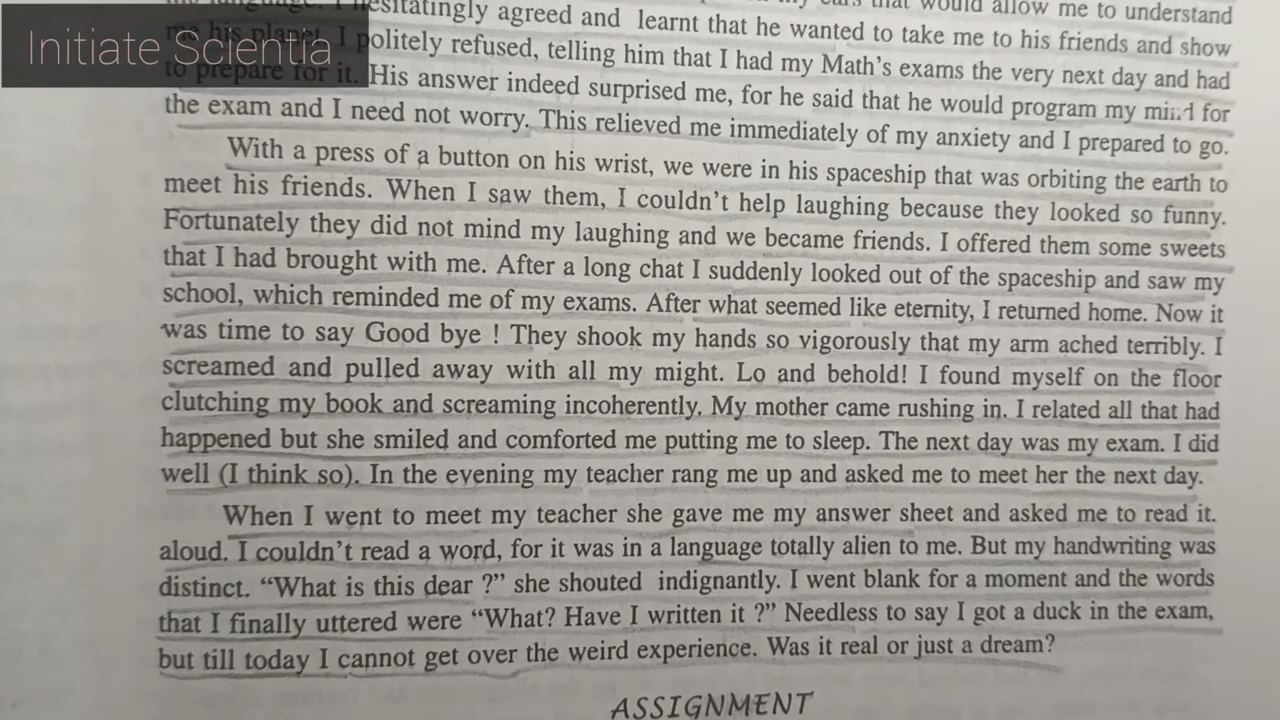 Initiate Scientia
hesitatingly agreed and learnt that he wanted to take me to his friends and show
me his planet. I politely refused, telling him that I had my Math's exams the very next day and had
to prepare for it. His answer indeed surprised me, for he said that he would program my mind for
the exam and I need not worry. This relieved me immediately of my anxiety and I prepared to go.
With a press of a button on his wrist, we were in his spaceship that was orbiting the earth to
meet his friends. When I saw them, I couldn't help laughing because they looked so funny.
Fortunately they did not mind my laughing and we became friends. I offered them some sweets
that I had brought with me. After a long chat I suddenly looked out of the spaceship and saw my
school, which reminded me of my exams. After what seemed like eternity, I returned home. Now it
was time to say Good bye ! They shook my hands so vigorously that my arm ached terribly. I
screamed and pulled away with all my might. Lo and behold! I found myself on the floor
clutching my book and screaming incoherently. My mother came rushing in. I related all that had
happened but she smiled and comforted me putting me to sleep. The next day was my exam. I did
well (I think so). In the evening my teacher rang me up and asked me to meet her the next day.
When I went to meet my teacher she gave me my answer sheet and asked me to read it.
aloud. I couldn't read a word, for it was in a language totally alien to me. But my handwriting was
distinct. “What is this dear ?” she shouted indignantly. I went blank for a moment and the words
that I finally uttered were “What? Have I written it ?” Needless to say I got a duck in the exam,
but till today I cannot get over the weird experience. Was it real or just a dream?
ASSIGNMENT